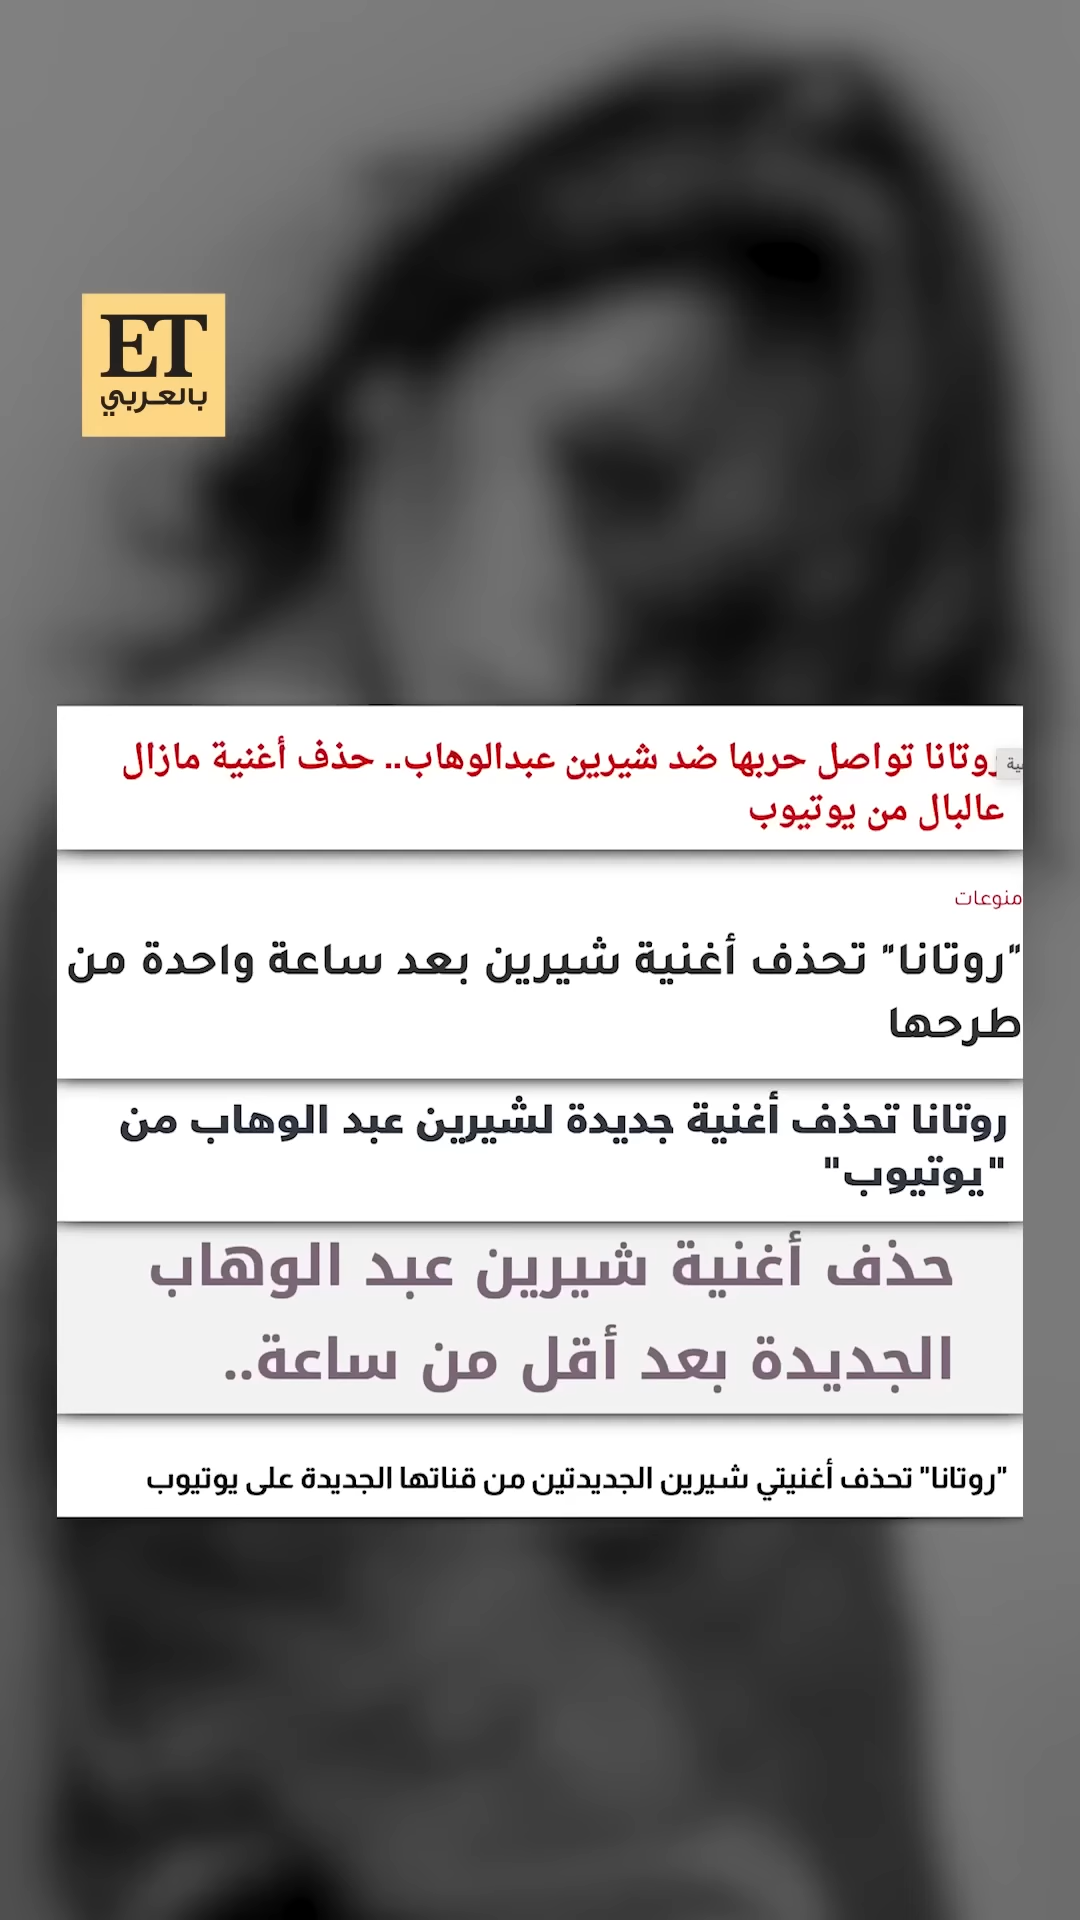 ET
بالعربي
روتانا تواصل حربها ضد شيرين عبدالوهاب.. حذف أغنية مازال
عالبال من يوتيوب
منوعات
"روتانا" تحذف أغنية شيرين بعد ساعة واحدة من
طرحها
روتانا تحذف أغنية جديدة لشيرين عبد الوهاب من
"يوتيوب"
حذف أغنية شيرين عبد الوهاب
الجديدة بعد أقل من ساعة..
"روتانا" تحذف أغنيتي شيرين الجديدتين من قناتها الجديدة على يوتيوب